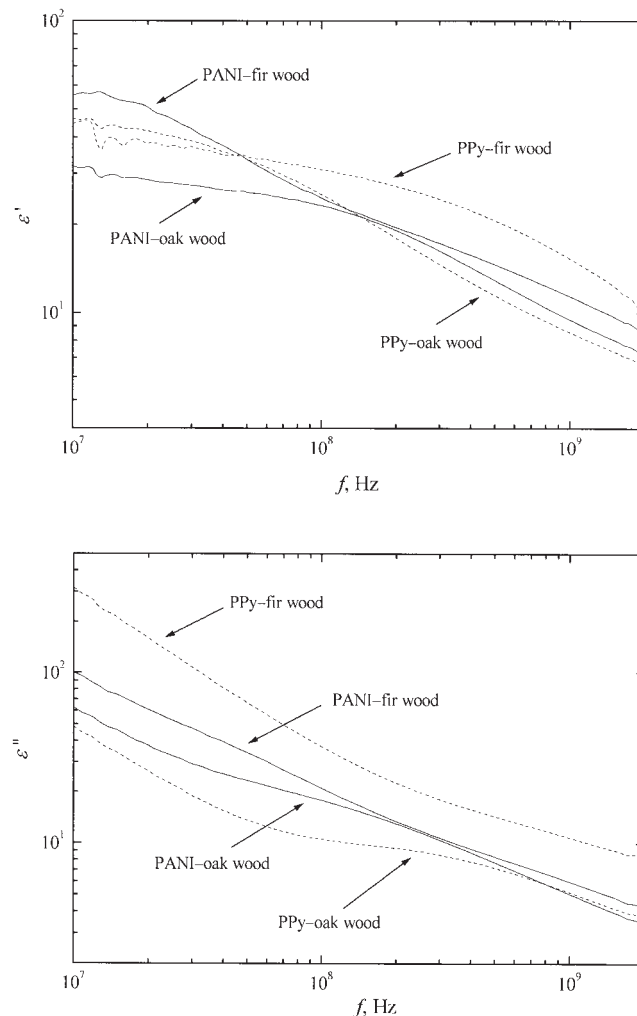 10²
PANI–fir wood
PPy–fir wood
ε'
PANI–oak wood
10¹
PPy–oak wood
10⁷
10⁸
10⁹
f, Hz
PPy–fir wood
10²
PANI–fir wood
ε"
10¹
PANI–oak wood
PPy–oak wood
10⁷
10⁸
10⁹
f, Hz